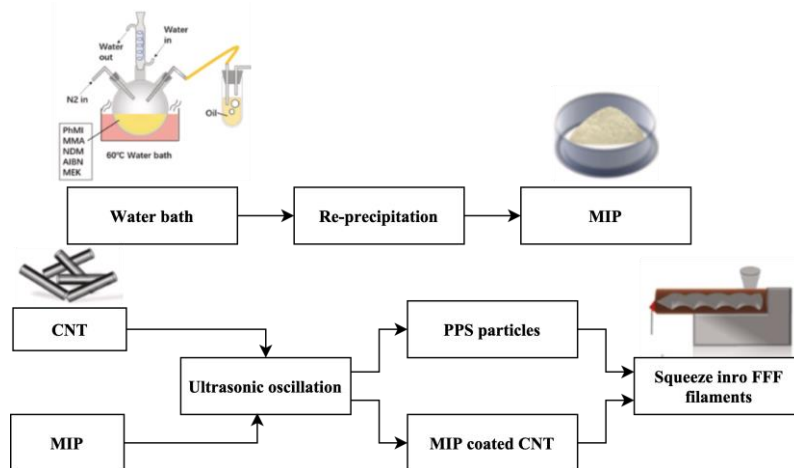 Water
out
Water
in
N2 in
Oil
PhMI
MMA
NDM
AIBN
MEK
60℃ Water bath
Water bath
Re-precipitation
MIP
CNT
PPS particles
Ultrasonic oscillation
Squeeze inro FFF
filaments
MIP
MIP coated CNT